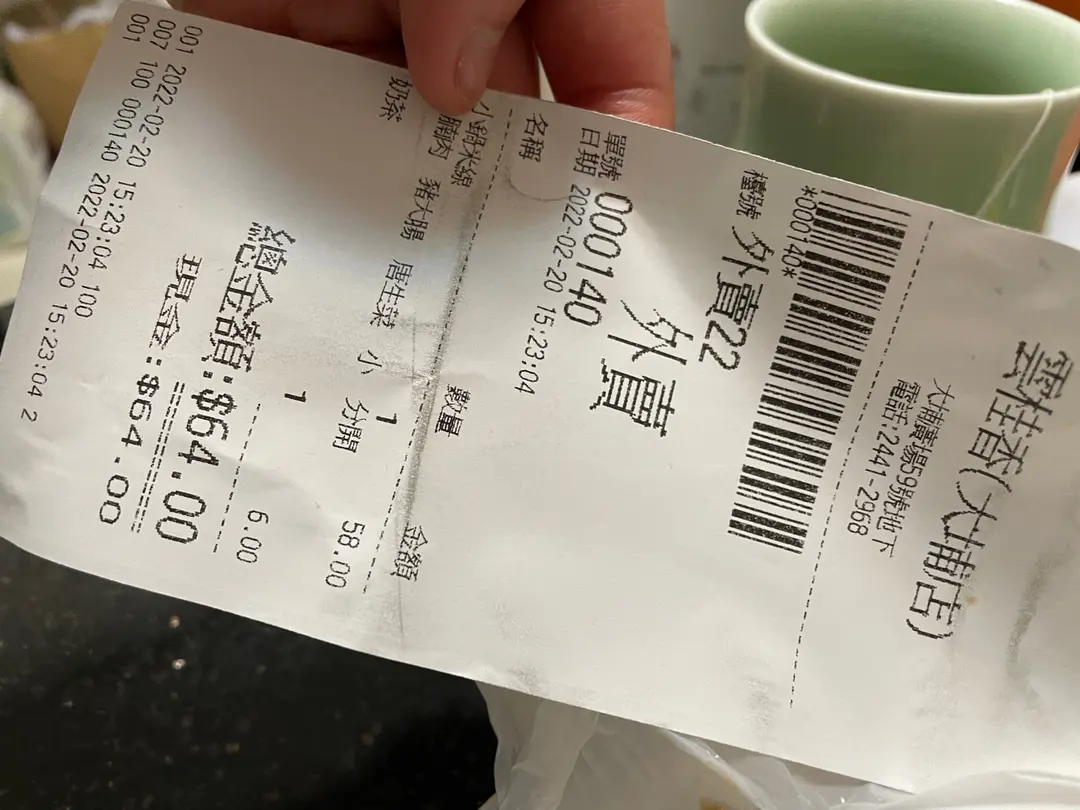 雲桂香(大埔店)
大埔廣場59號地下
電話:2441-2968
*000140*
檯號 外賣22
外賣
單號 000140
日期 2022-02-20 15:23:04
名稱 數量 金額
小鍋米線 1 58.00
腩肉 豬大腸 唐生菜 小 分開
奶茶 1 6.00
總金額:$64.00
現金:$64.00
001 2022-02-20 15:23:04 100
007 100 000140 2022-02-20 15:23:04 2
001